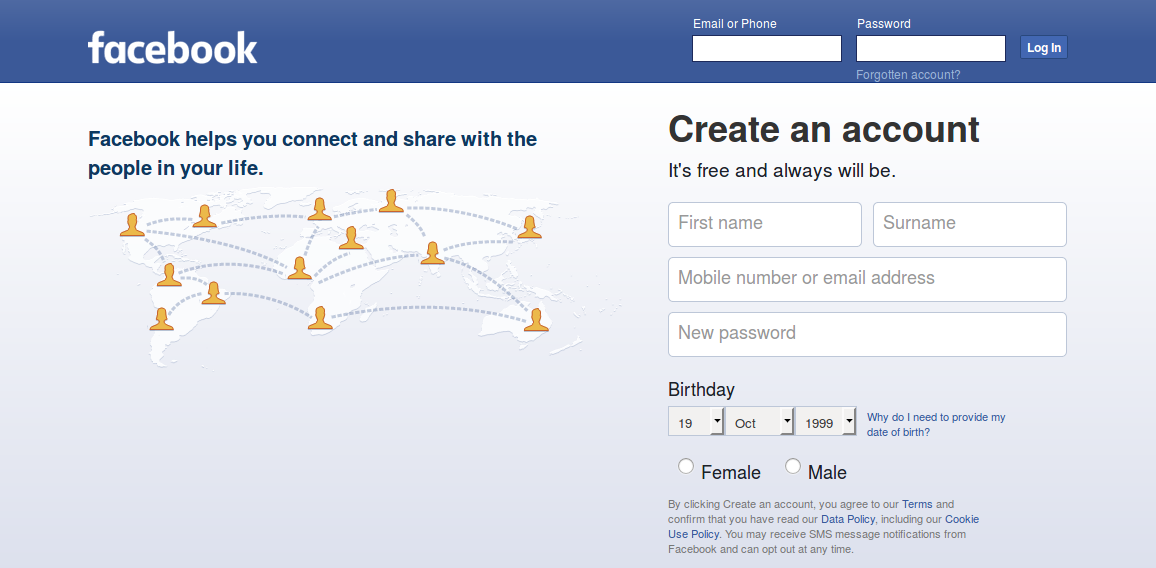 facebook
Email or Phone
Password
Log In
Forgotten account?
Facebook helps you connect and share with the
people in your life.
Create an account
It's free and always will be.
First name
Surname
Mobile number or email address
New password
Birthday
19
Oct
1999
Why do I need to provide my
date of birth?
Female
Male
By clicking Create an account, you agree to our Terms and
confirm that you have read our Data Policy, including our Cookie
Use Policy. You may receive SMS message notifications from
Facebook and can opt out at any time.